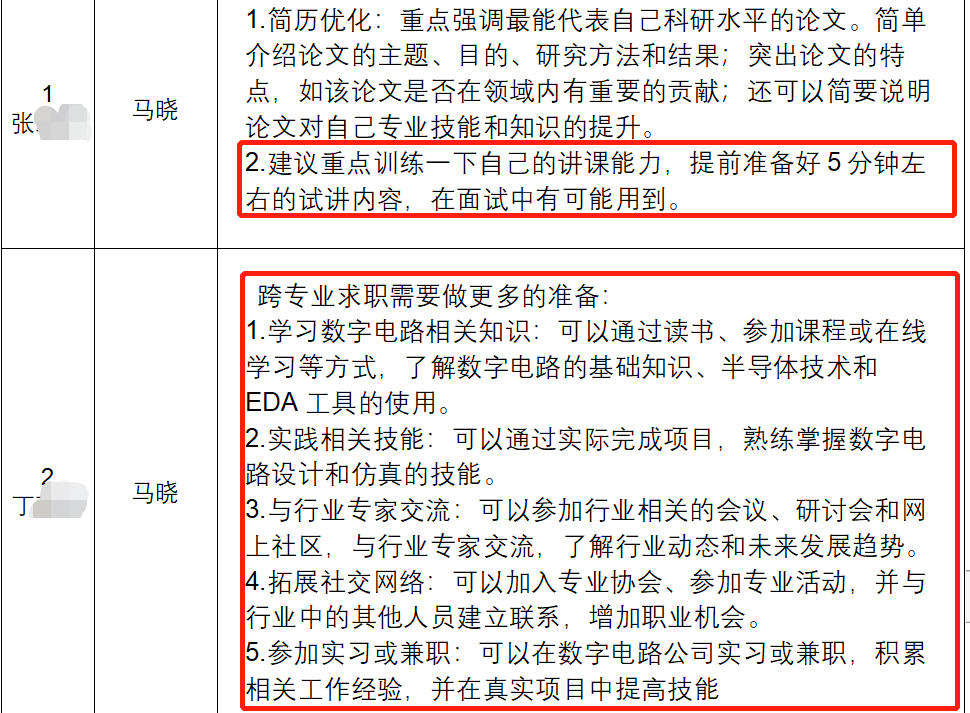 1.简历优化：重点强调最能代表自己科研水平的论文。简单
介绍论文的主题、目的、研究方法和结果；突出论文的特
点，如该论文是否在领域内有重要的贡献；还可以简要说明
论文对自己专业技能和知识的提升。
1
张
马晓
2.建议重点训练一下自己的讲课能力，提前准备好 5 分钟左
右的试讲内容，在面试中有可能用到。
跨专业求职需要做更多的准备：
1.学习数字电路相关知识：可以通过读书、参加课程或在线
学习等方式，了解数字电路的基础知识、半导体技术和
EDA 工具的使用。
2.实践相关技能：可以通过实际完成项目，熟练掌握数字电
路设计和仿真的技能。
2
丁
马晓
3.与行业专家交流：可以参加行业相关的会议、研讨会和网
上社区，与行业专家交流，了解行业动态和未来发展趋势。
4.拓展社交网络：可以加入专业协会、参加专业活动，并与
行业中的其他人员建立联系，增加职业机会。
5.参加实习或兼职：可以在数字电路公司实习或兼职，积累
相关工作经验，并在真实项目中提高技能